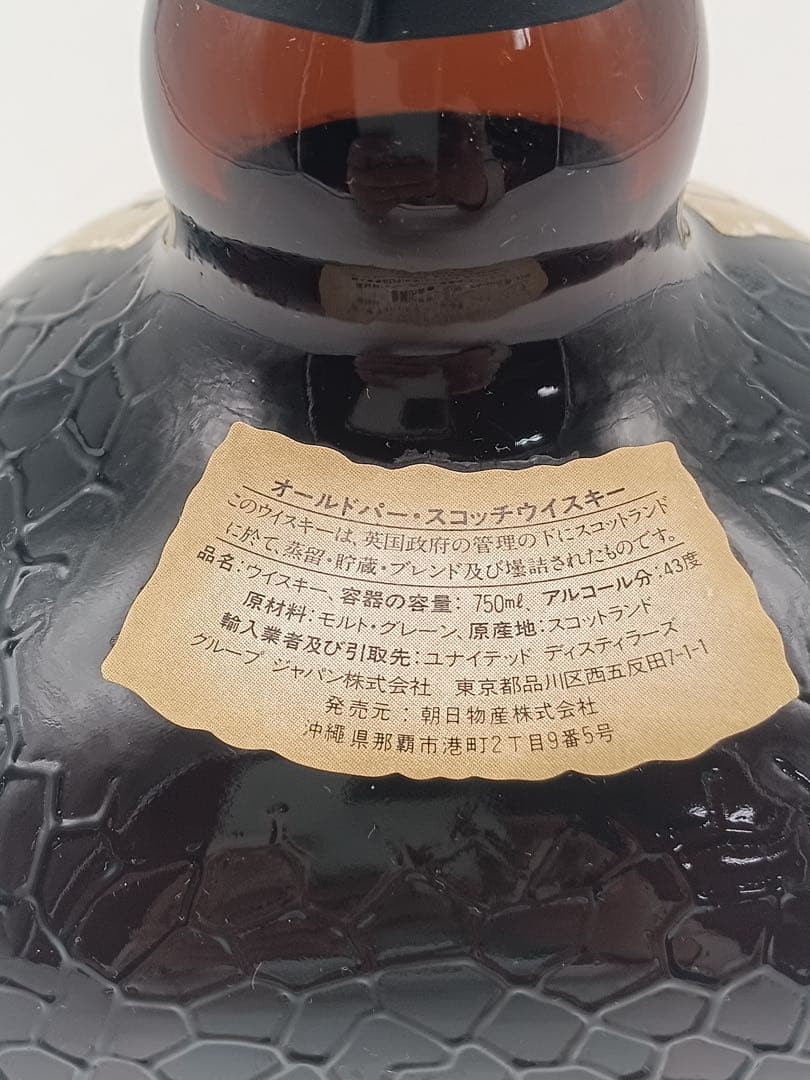 オールドパー・スコッチウイスキー
このウイスキーは、英国政府の管理の下にスコットランド
に於て、蒸留・貯蔵・ブレンド及び壜詰されたものです。
品名:ウイスキー、容器の容量:750mℓ、アルコール分:43度
原材料:モルト・グレーン、原産地:スコットランド
輸入業者及び引取先:ユナイテッド ディスティラーズ
グループ ジャパン株式会社 東京都品川区西五反田7-1-1
発売元:朝日物産株式会社
沖縄県那覇市港町2丁目9番5号